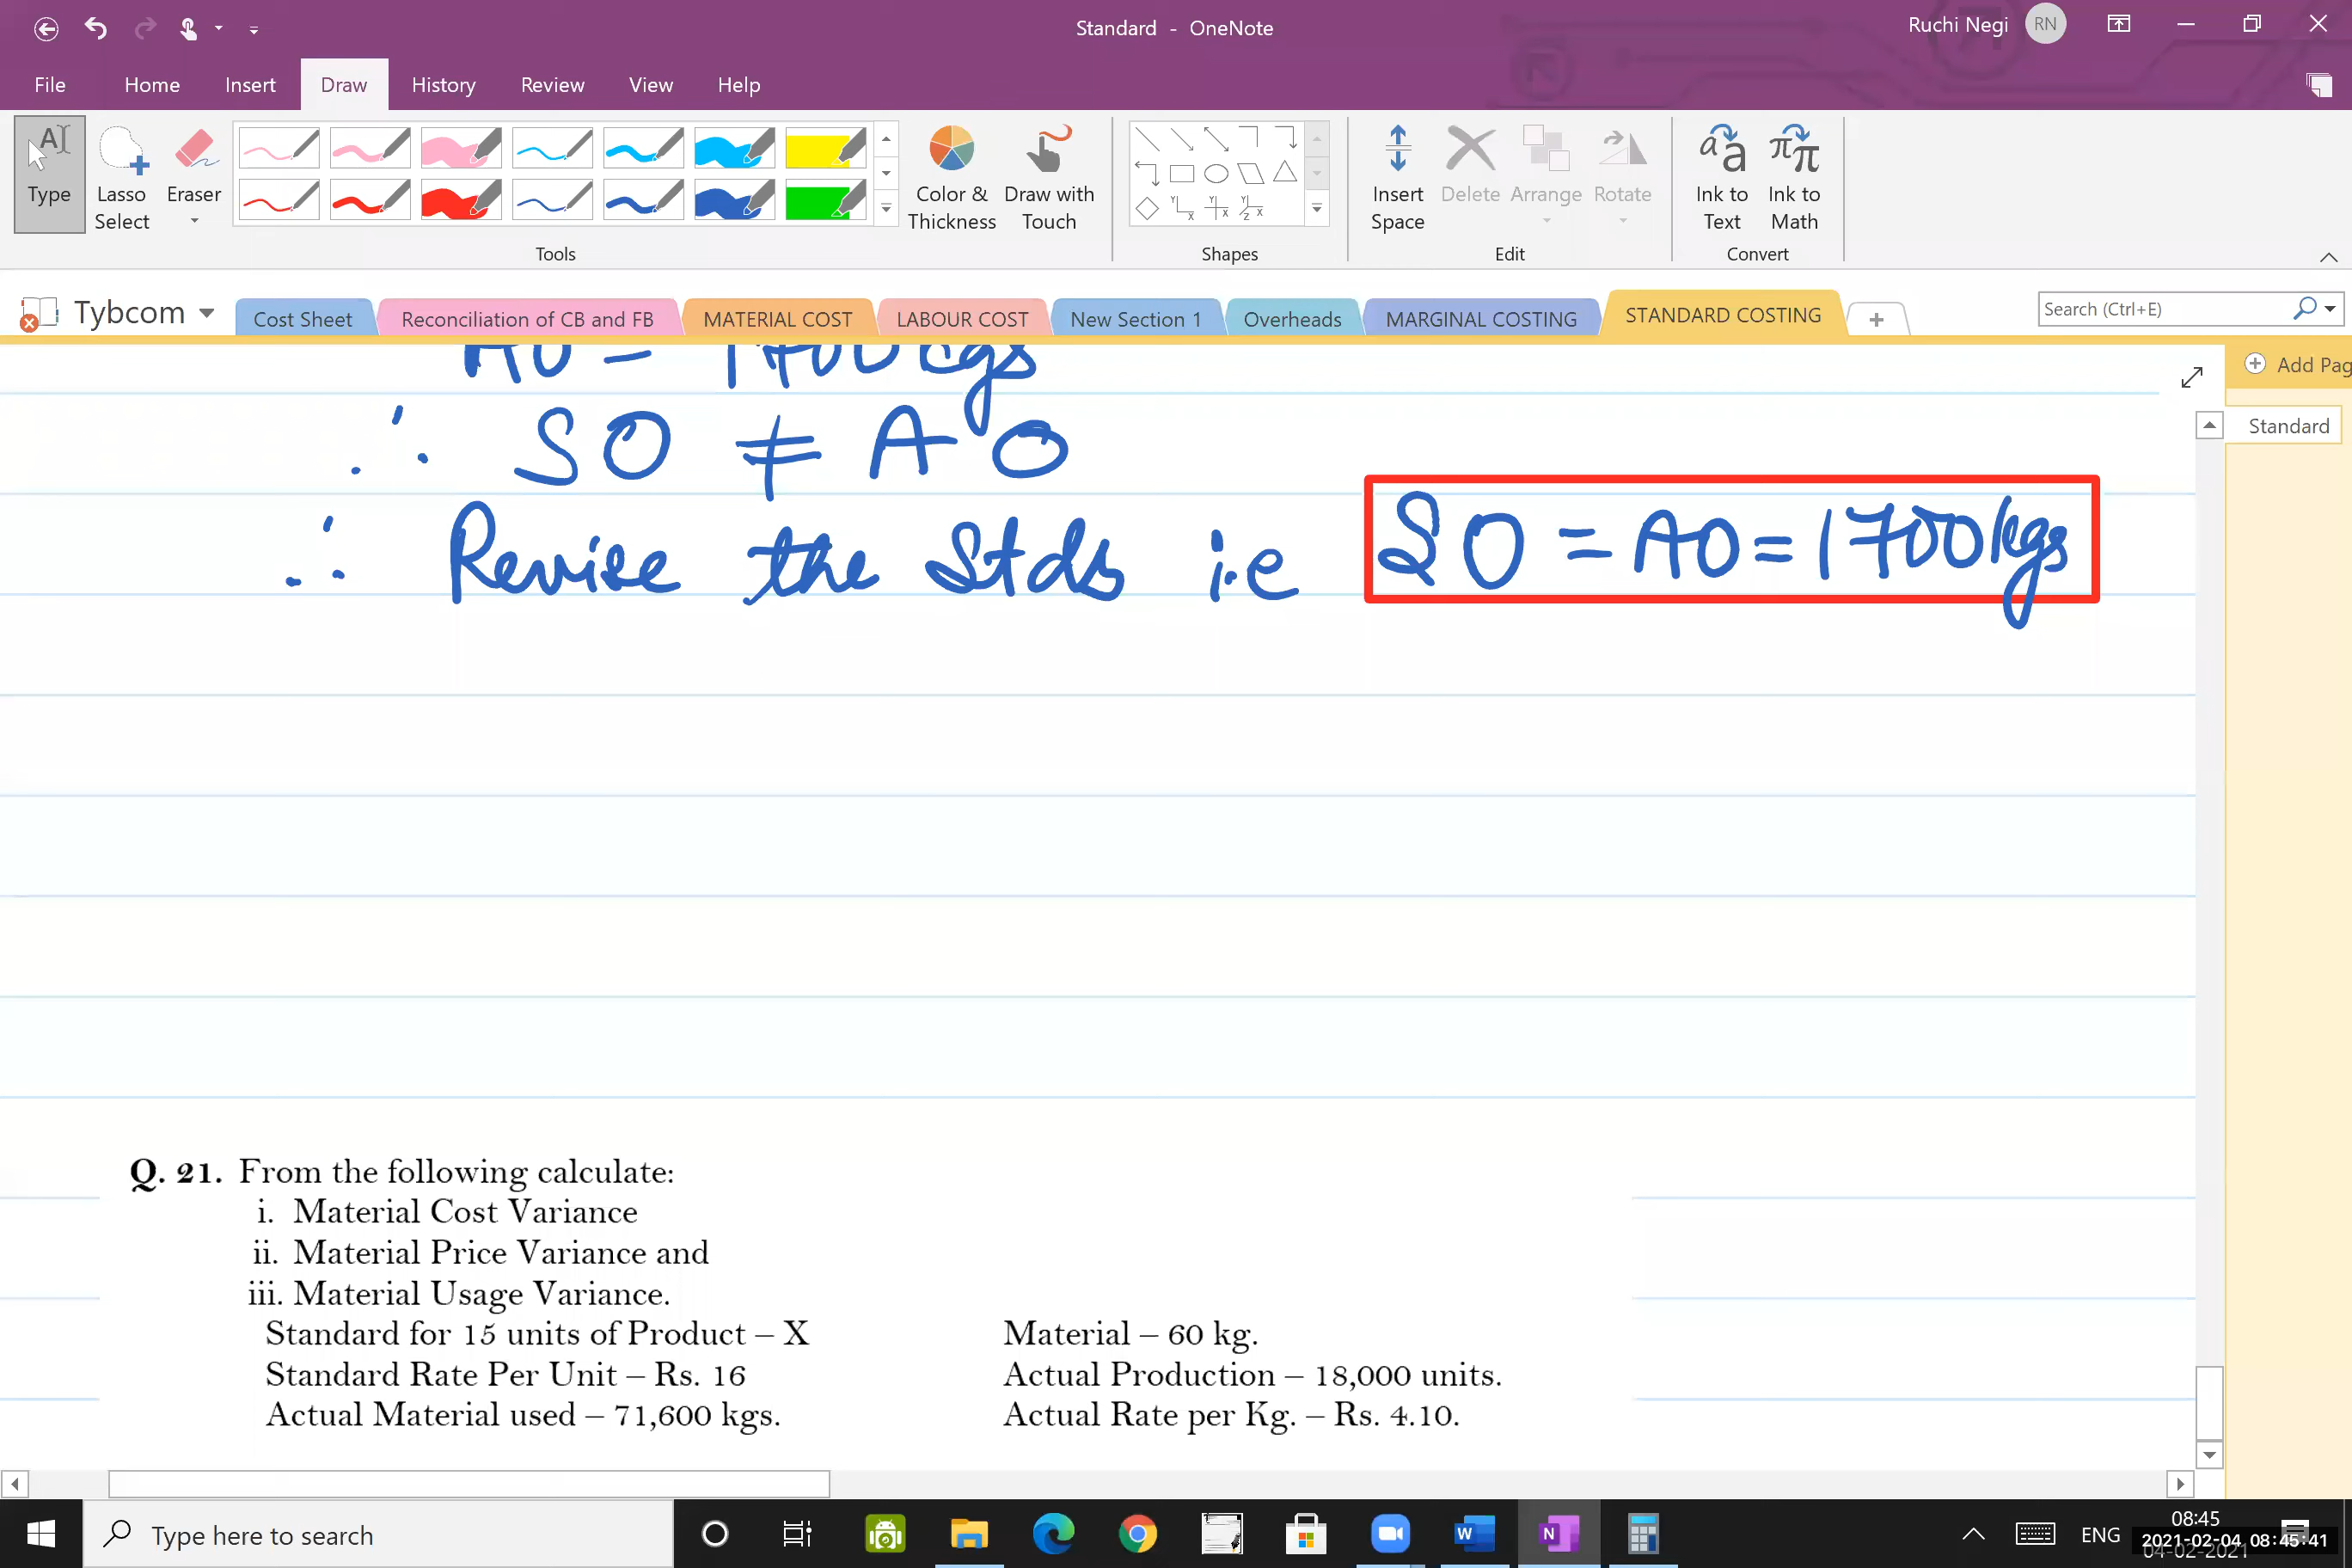 Standard - OneNote
Ruchi Negi RN
File Home Insert Draw History Review View Help
Type Lasso Select Eraser Color & Thickness Draw with Touch Insert Space Delete Arrange Rotate Ink to Text Ink to Math
Tools Shapes Edit Convert
Tybcom Cost Sheet Reconciliation of CB and FB MATERIAL COST LABOUR COST New Section 1 Overheads MARGINAL COSTING STANDARD COSTING + Search (Ctrl+E)
Add Pag
Standard
AO = 1700 kgs
∴ SO ≠ AO
∴ Revise the Stds i.e SO = AO = 1700 kgs
Q. 21. From the following calculate:
i. Material Cost Variance
ii. Material Price Variance and
iii. Material Usage Variance.
Standard for 15 units of Product – X Material – 60 kg.
Standard Rate Per Unit – Rs. 16 Actual Production – 18,000 units.
Actual Material used – 71,600 kgs. Actual Rate per Kg. – Rs. 4.10.
Type here to search
ENG
08:45
2021-02-04 08:45:41
04-02-2021